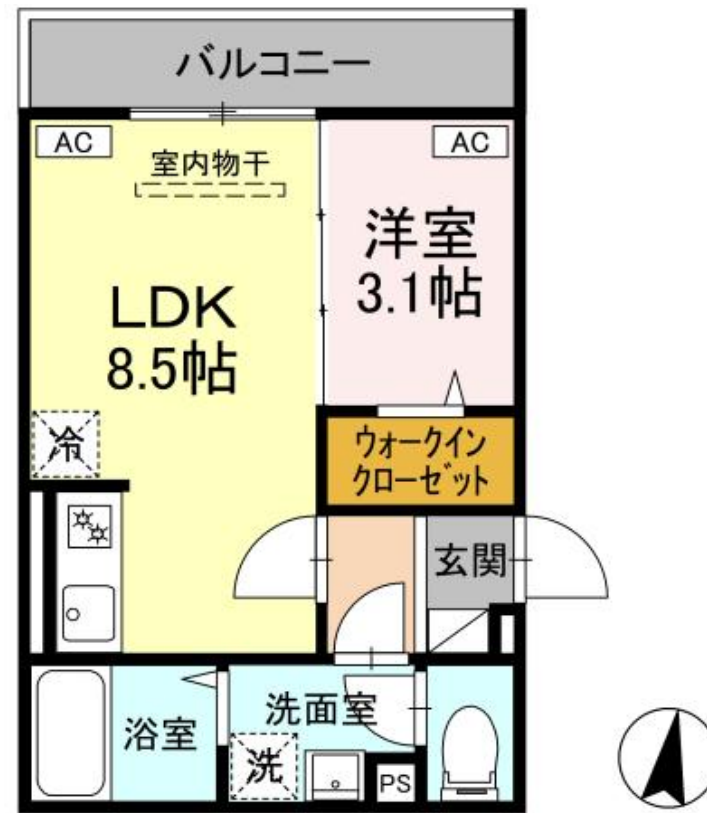 バルコニー
AC
AC
室内物干
洋室
3.1帖
LDK
8.5帖
冷
ウォークイン
クローゼット
玄関
洗面室
浴室
洗
PS